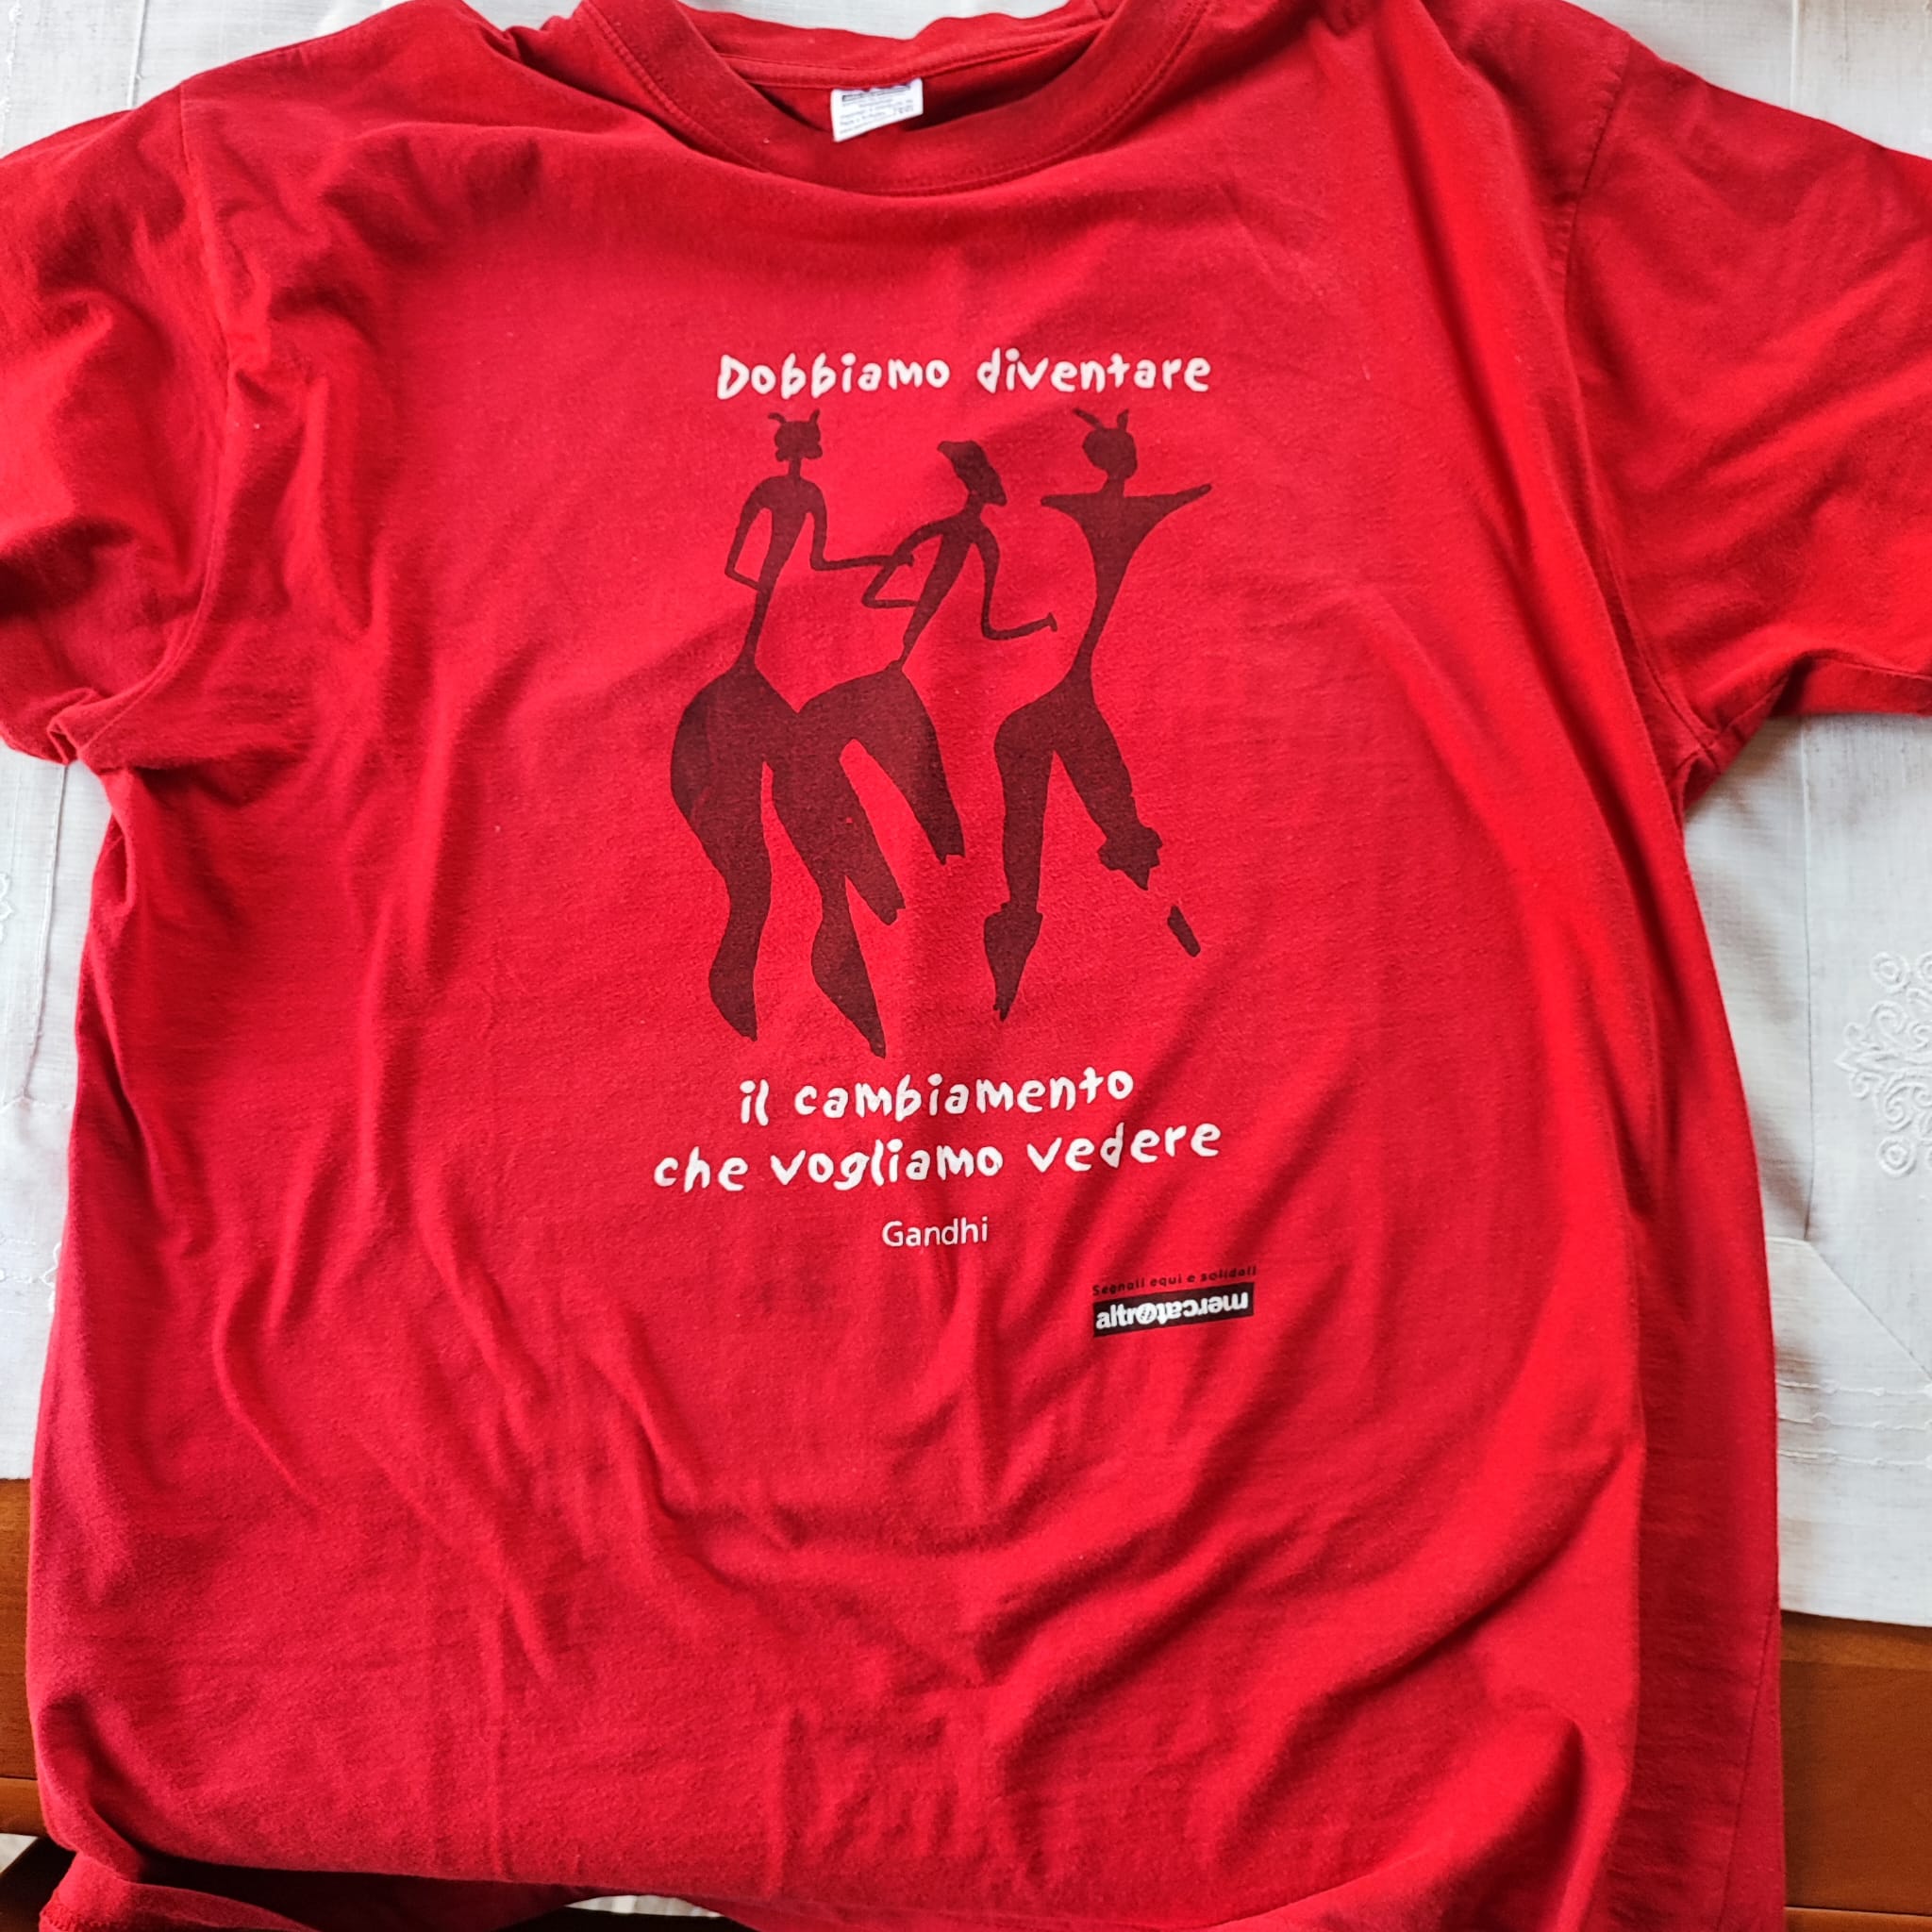 Dobbiamo diventare
il cambiamento
che vogliamo vedere
Gandhi
Segnali equi e solidali
altromercato